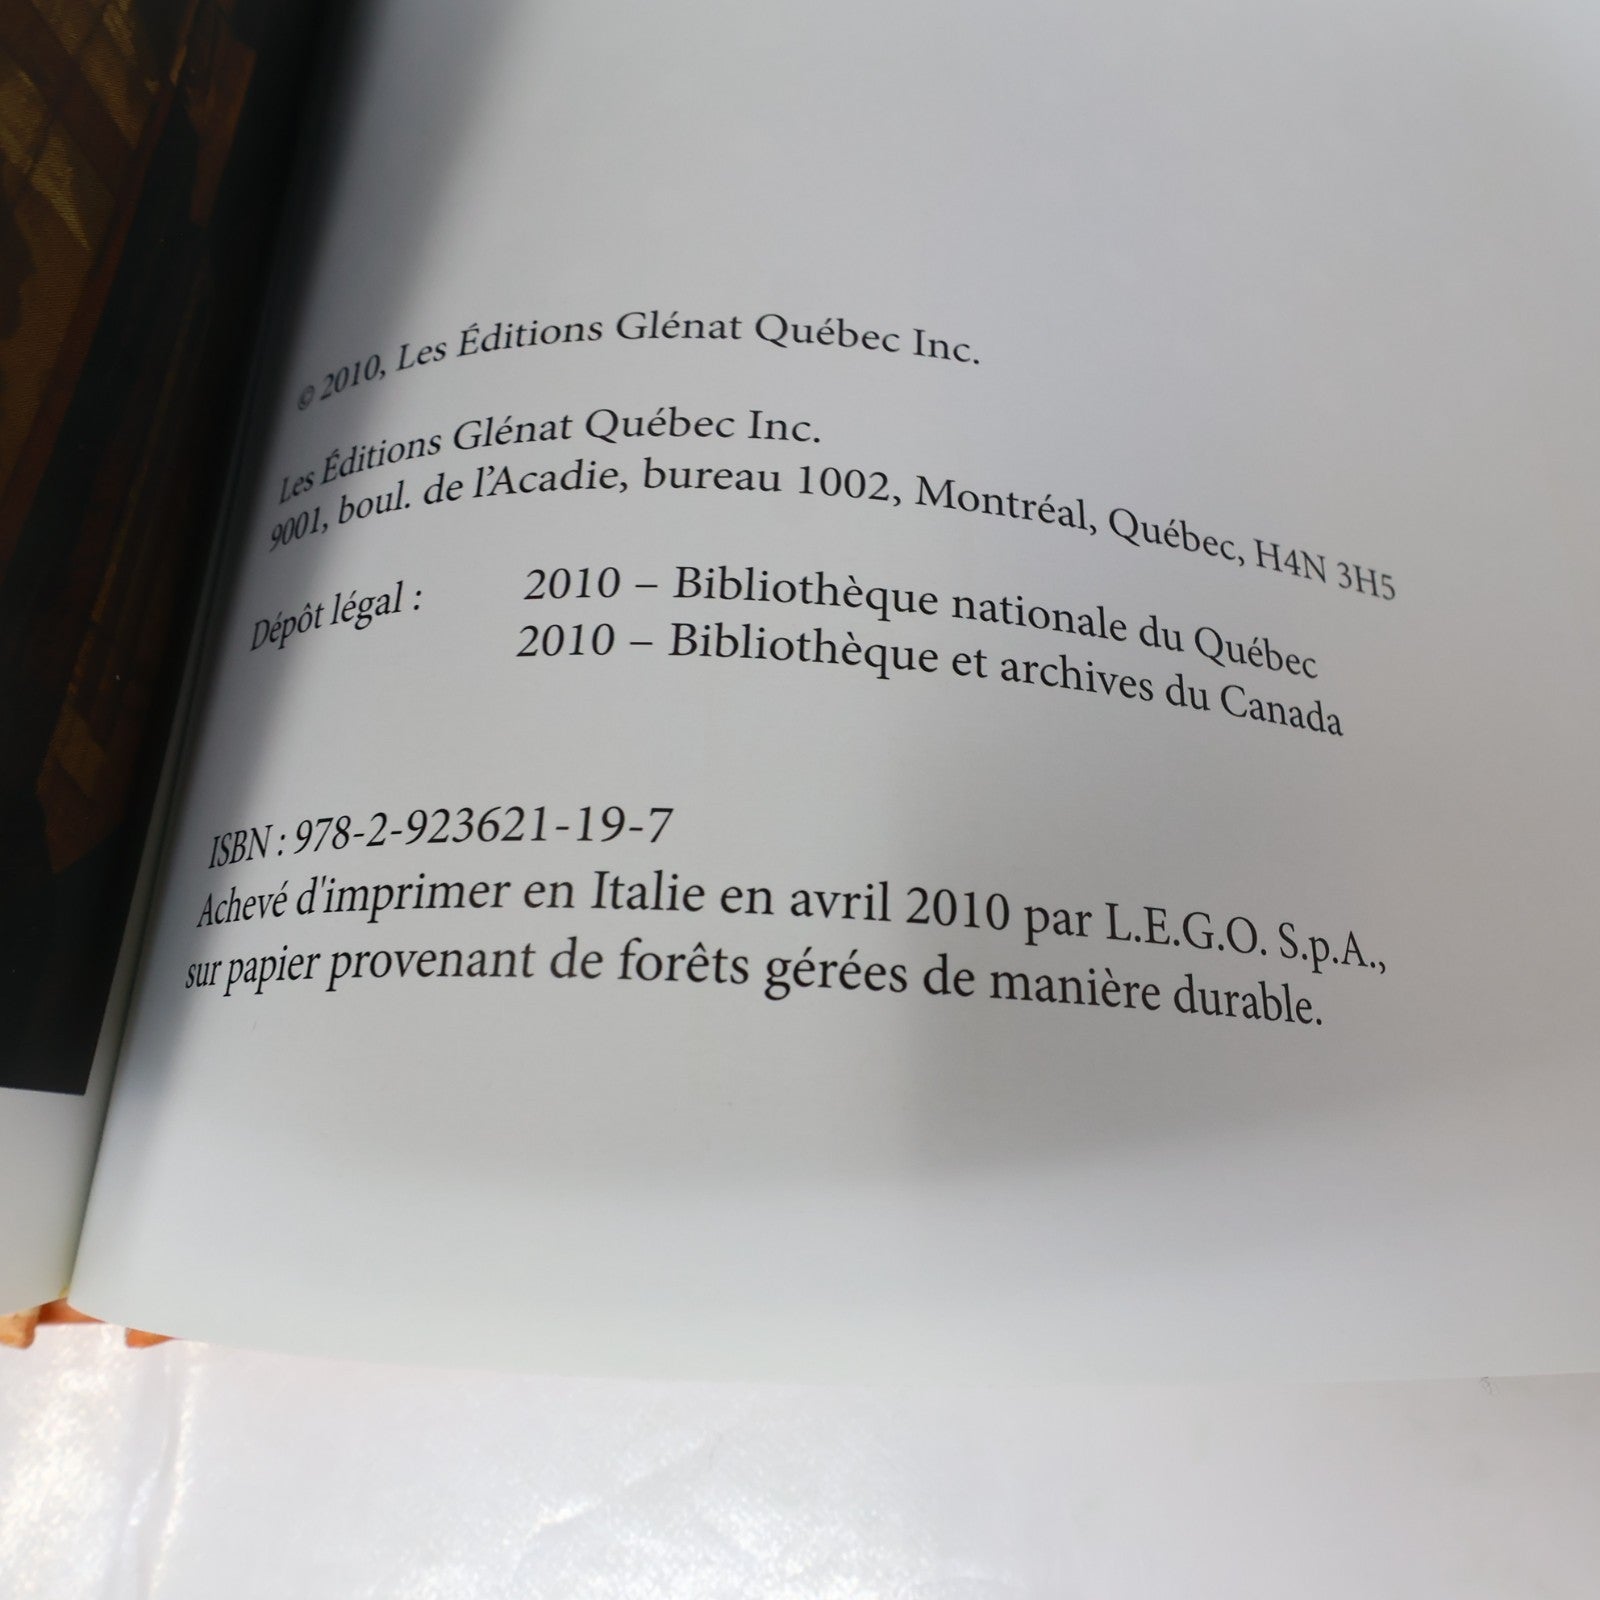 © 2010, Les Éditions Glénat Québec Inc.
Les Éditions Glénat Québec Inc.
9001, boul. de l'Acadie, bureau 1002, Montréal, Québec, H4N 3H5
Dépôt légal : 2010 – Bibliothèque nationale du Québec
2010 – Bibliothèque et archives du Canada
ISBN : 978-2-923621-19-7
Achevé d'imprimer en Italie en avril 2010 par L.E.G.O. S.p.A.,
sur papier provenant de forêts gérées de manière durable.